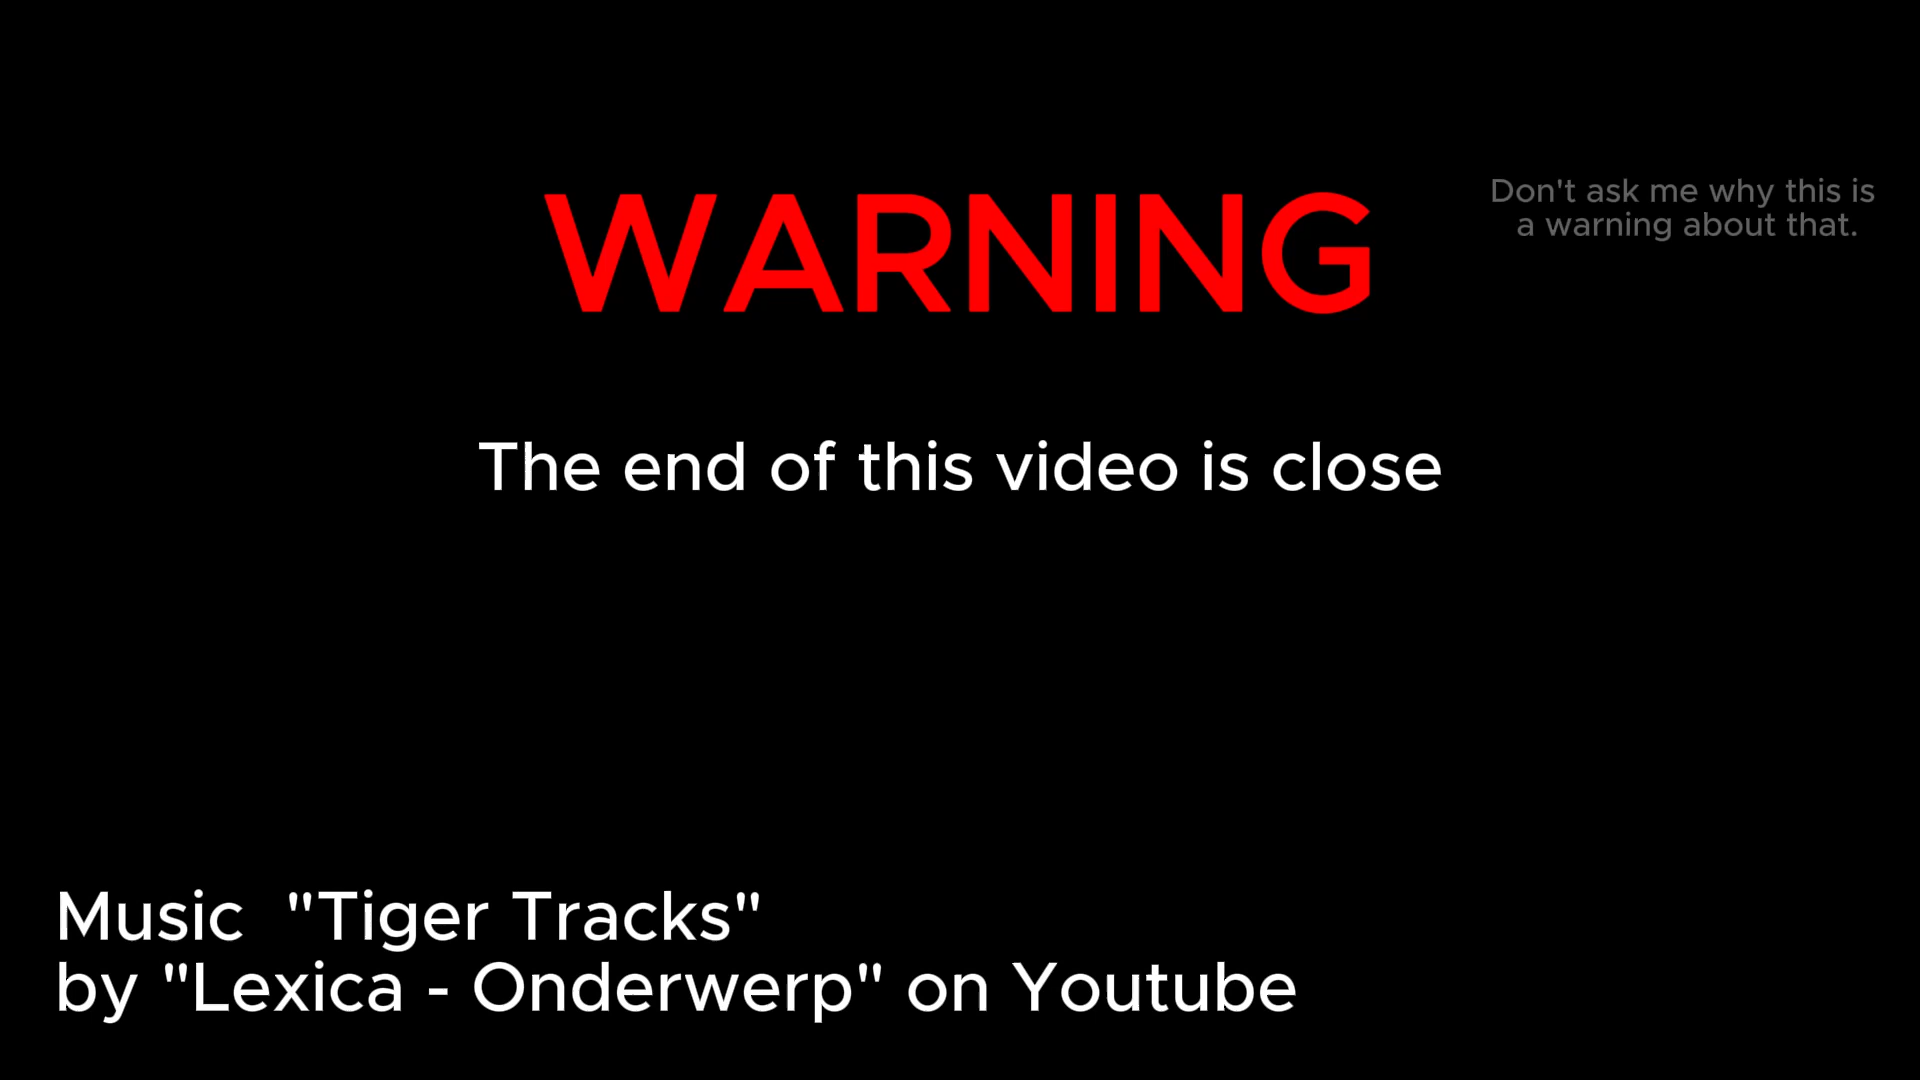 WARNING
Don't ask me why this is
a warning about that.
The end of this video is close
Music  "Tiger Tracks"
by "Lexica - Onderwerp" on Youtube